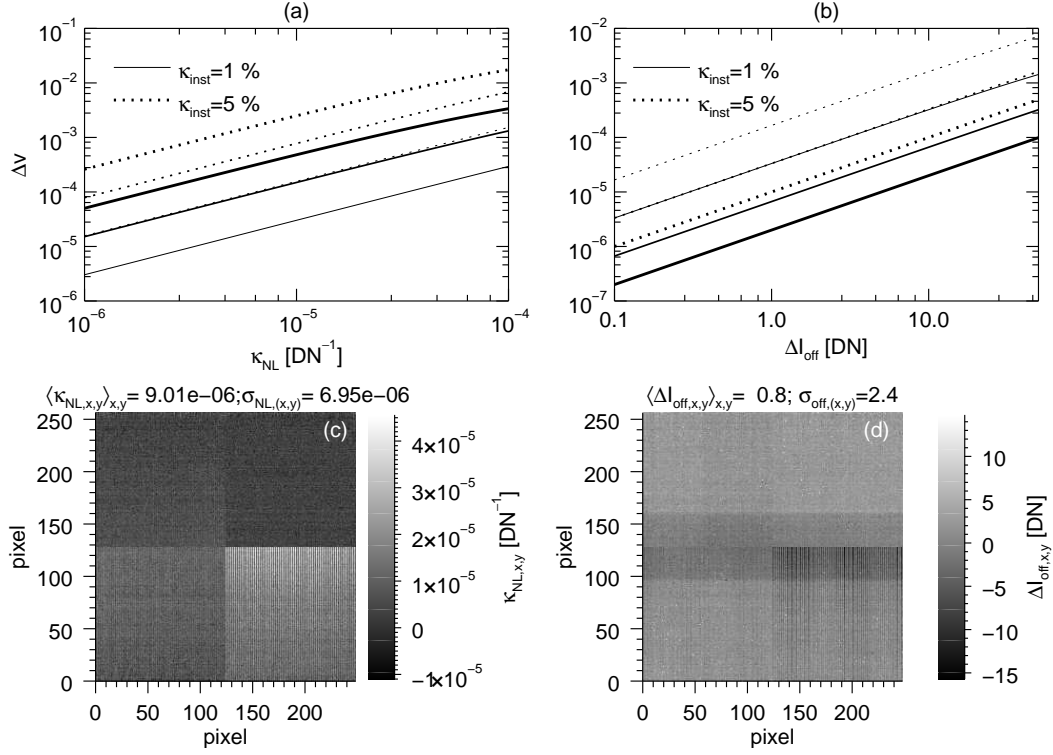 (a)
(b)
10⁻¹
10⁻²
10⁻³
10⁻⁴
10⁻⁵
10⁻⁶
Δv
κinst=1 %
κinst=5 %
10⁻⁶
10⁻⁵
10⁻⁴
κNL [DN⁻¹]
10⁻²
10⁻³
10⁻⁴
10⁻⁵
10⁻⁶
10⁻⁷
κinst=1 %
κinst=5 %
0.1
1.0
10.0
ΔIoff [DN]
⟨κNL,x,y⟩x,y= 9.01e−06;σNL,(x,y)= 6.95e−06
(c)
250
200
150
100
50
0
pixel
0 50 100 150 200
pixel
4×10⁻⁵
3×10⁻⁵
2×10⁻⁵
1×10⁻⁵
0
−1×10⁻⁵
κNL,x,y [DN⁻¹]
⟨ΔIoff,x,y⟩x,y= 0.8; σoff,(x,y)=2.4
(d)
250
200
150
100
50
0
pixel
0 50 100 150 200
pixel
10
5
0
−5
−10
−15
ΔIoff,x,y [DN]